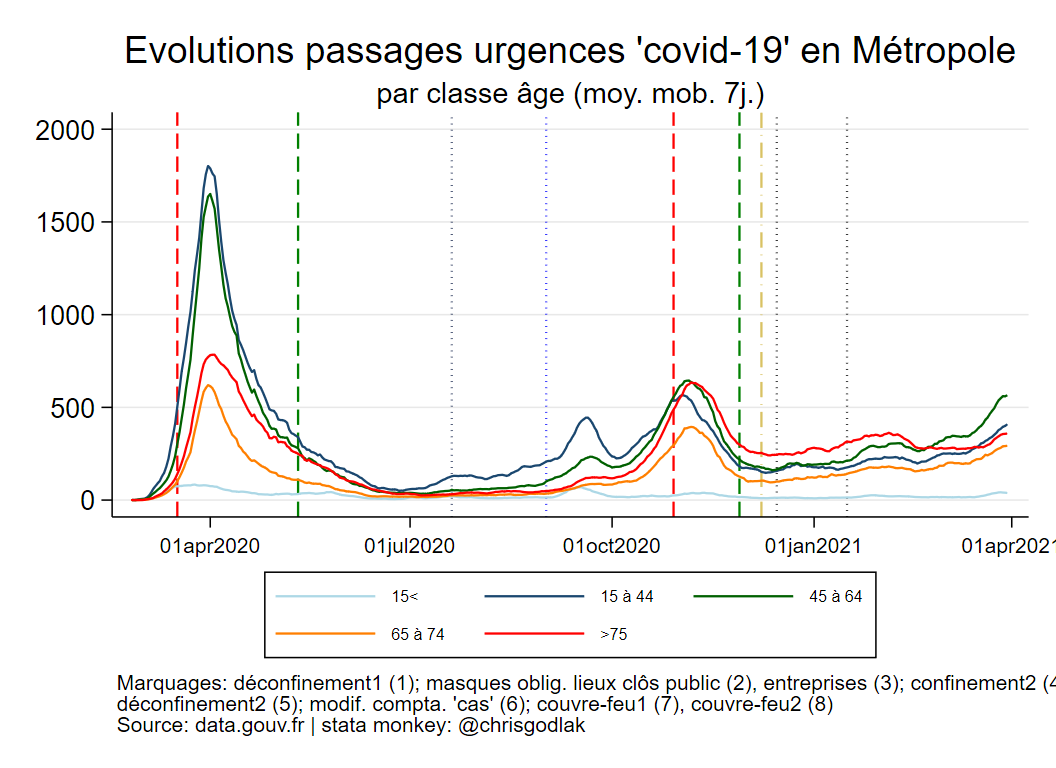 Evolutions passages urgences 'covid-19' en Métropole
par classe âge (moy. mob. 7j.)
2000
1500
1000
500
0
01apr2020 01jul2020 01oct2020 01jan2021 01apr2021
15< 15 à 44 45 à 64
65 à 74 >75
Marquages: déconfinement1 (1); masques oblig. lieux clôs public (2), entreprises (3); confinement2 (4
déconfinement2 (5); modif. compta. 'cas' (6); couvre-feu1 (7), couvre-feu2 (8)
Source: data.gouv.fr | stata monkey: @chrisgodlak